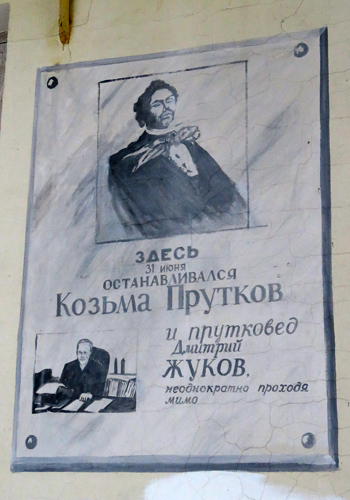 ЗДЕСЬ
31 июня
ОСТАНАВЛИВАЛСЯ
Козьма Прутков
и прутковед
Дмитрий
ЖУКОВ,
неоднократно проходя
мимо